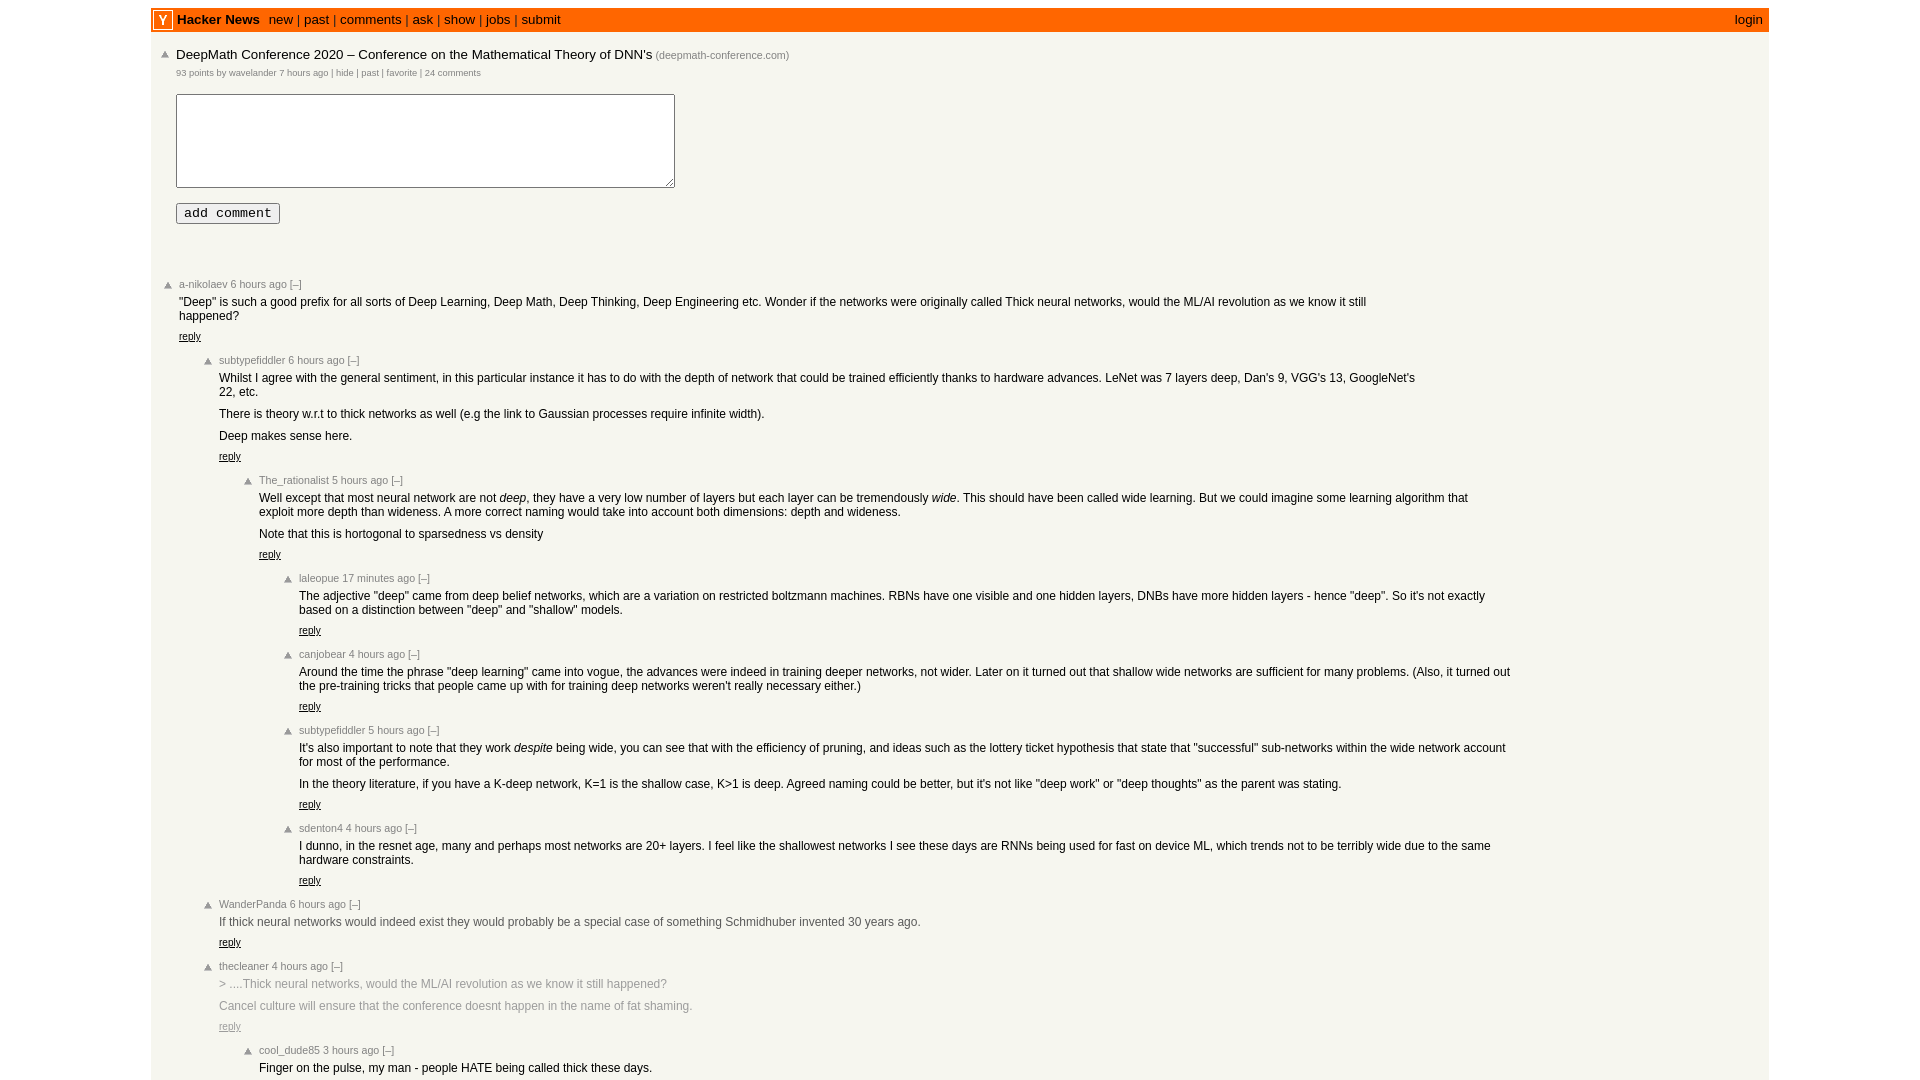 Y Hacker News new | past | comments | ask | show | jobs | submit login
DeepMath Conference 2020 – Conference on the Mathematical Theory of DNN's (deepmath-conference.com)
93 points by wavelander 7 hours ago | hide | past | favorite | 24 comments
add comment
a-nikolaev 6 hours ago [–]
"Deep" is such a good prefix for all sorts of Deep Learning, Deep Math, Deep Thinking, Deep Engineering etc. Wonder if the networks were originally called Thick neural networks, would the ML/AI revolution as we know it still
happened?
reply
subtypefiddler 6 hours ago [–]
Whilst I agree with the general sentiment, in this particular instance it has to do with the depth of network that could be trained efficiently thanks to hardware advances. LeNet was 7 layers deep, Dan's 9, VGG's 13, GoogleNet's
22, etc.
There is theory w.r.t to thick networks as well (e.g the link to Gaussian processes require infinite width).
Deep makes sense here.
reply
The_rationalist 5 hours ago [–]
Well except that most neural network are not deep, they have a very low number of layers but each layer can be tremendously wide. This should have been called wide learning. But we could imagine some learning algorithm that
exploit more depth than wideness. A more correct naming would take into account both dimensions: depth and wideness.
Note that this is hortogonal to sparsedness vs density
reply
laleopue 17 minutes ago [–]
The adjective "deep" came from deep belief networks, which are a variation on restricted boltzmann machines. RBNs have one visible and one hidden layers, DNBs have more hidden layers - hence "deep". So it's not exactly
based on a distinction between "deep" and "shallow" models.
reply
canjobear 4 hours ago [–]
Around the time the phrase "deep learning" came into vogue, the advances were indeed in training deeper networks, not wider. Later on it turned out that shallow wide networks are sufficient for many problems. (Also, it turned out
the pre-training tricks that people came up with for training deep networks weren't really necessary either.)
reply
subtypefiddler 5 hours ago [–]
It's also important to note that they work despite being wide, you can see that with the efficiency of pruning, and ideas such as the lottery ticket hypothesis that state that "successful" sub-networks within the wide network account
for most of the performance.
In the theory literature, if you have a K-deep network, K=1 is the shallow case, K>1 is deep. Agreed naming could be better, but it's not like "deep work" or "deep thoughts" as the parent was stating.
reply
sdenton4 4 hours ago [–]
I dunno, in the resnet age, many and perhaps most networks are 20+ layers. I feel like the shallowest networks I see these days are RNNs being used for fast on device ML, which trends not to be terribly wide due to the same
hardware constraints.
reply
WanderPanda 6 hours ago [–]
If thick neural networks would indeed exist they would probably be a special case of something Schmidhuber invented 30 years ago.
reply
thecleaner 4 hours ago [–]
> ....Thick neural networks, would the ML/AI revolution as we know it still happened?
Cancel culture will ensure that the conference doesnt happen in the name of fat shaming.
reply
cool_dude85 3 hours ago [–]
Finger on the pulse, my man - people HATE being called thick these days.